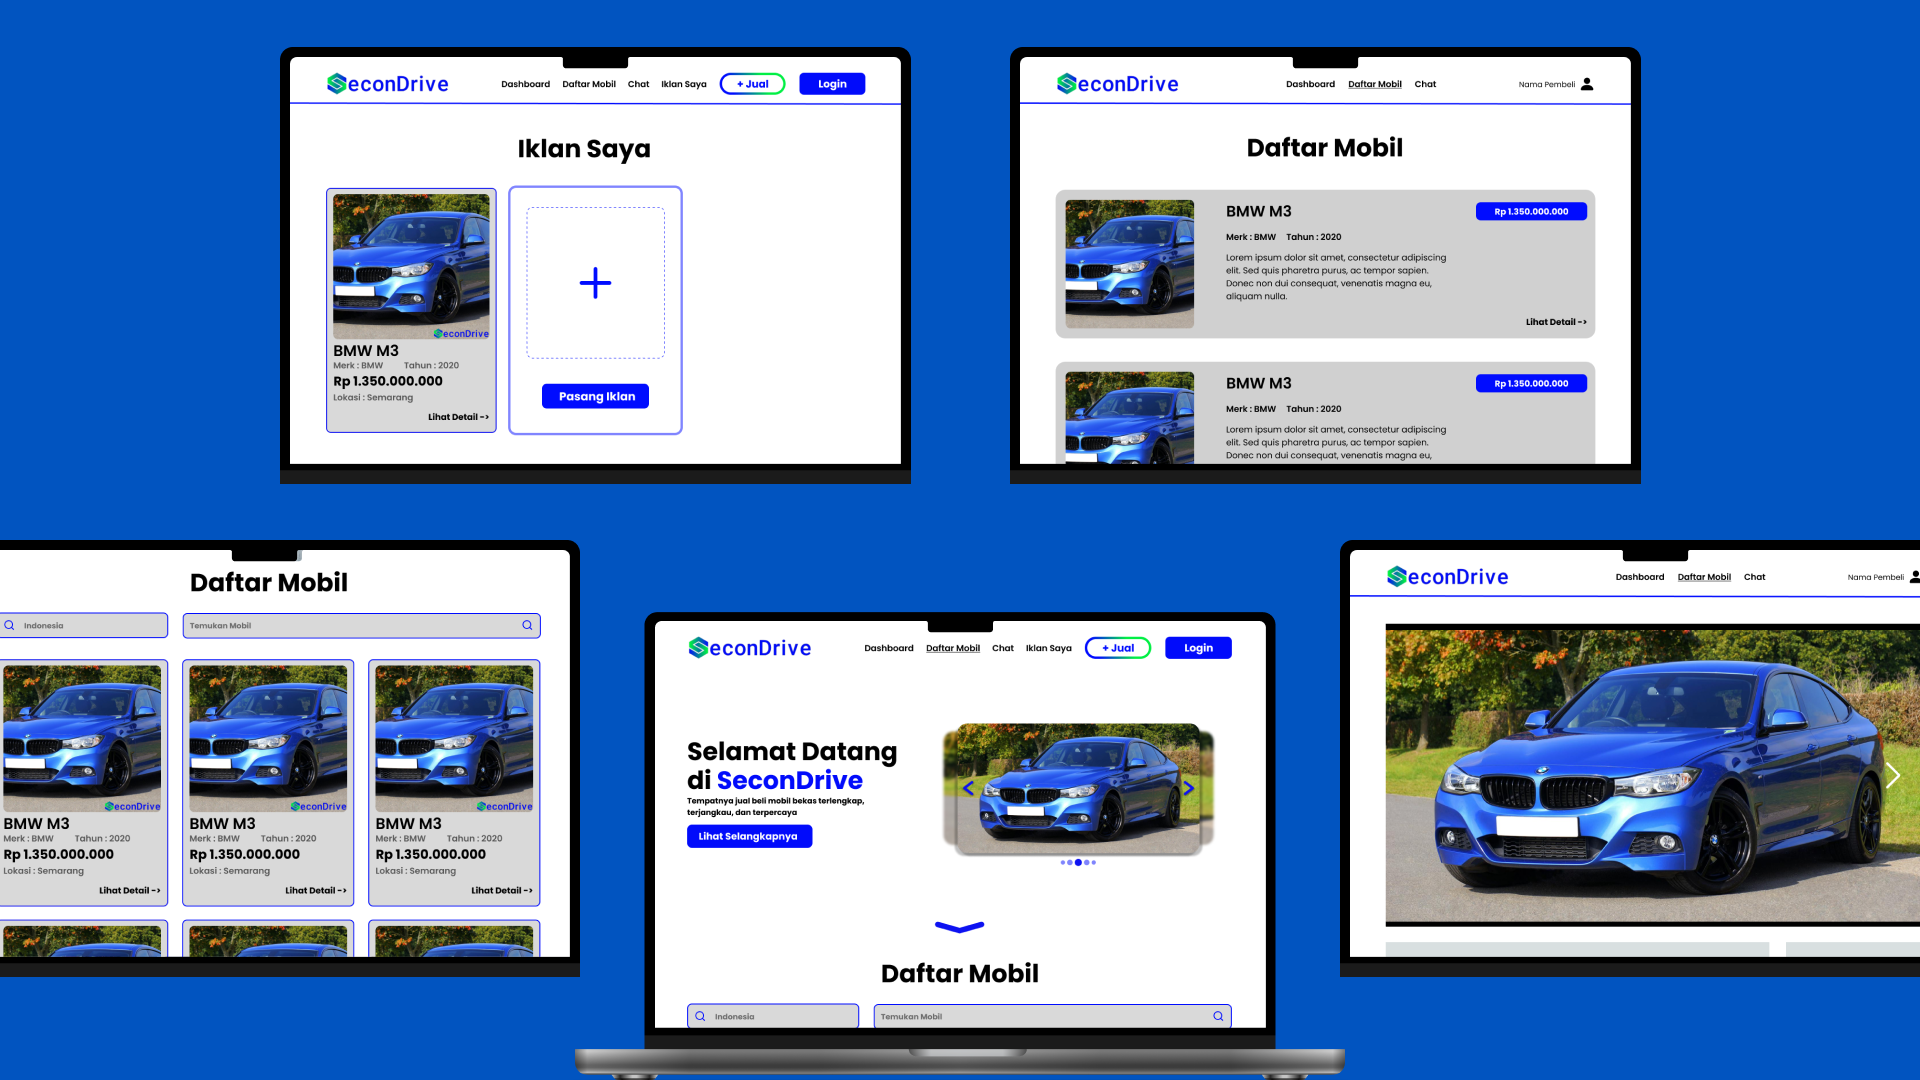 SeconDrive
Dashboard Daftar Mobil Chat Iklan Saya + Jual Login
Iklan Saya
SeconDrive
BMW M3
Merk : BMW Tahun : 2020
Rp 1.350.000.000
Lokasi : Semarang
Lihat Detail ->
Pasang Iklan
SeconDrive
Dashboard Daftar Mobil Chat Nama Pembeli
Daftar Mobil
BMW M3
Rp 1.350.000.000
Merk : BMW Tahun : 2020
Lorem ipsum dolor sit amet, consectetur adipiscing
elit. Sed quis pharetra purus, ac tempor sapien.
Donec non dui consequat, venenatis magna eu,
aliquam nulla.
Lihat Detail ->
BMW M3
Rp 1.350.000.000
Merk : BMW Tahun : 2020
Lorem ipsum dolor sit amet, consectetur adipiscing
elit. Sed quis pharetra purus, ac tempor sapien.
Donec non dui consequat, venenatis magna eu,
Daftar Mobil
Indonesia
Temukan Mobil
SeconDrive SeconDrive SeconDrive
BMW M3 BMW M3 BMW M3
Merk : BMW Tahun : 2020 Merk : BMW Tahun : 2020 Merk : BMW Tahun : 2020
Rp 1.350.000.000 Rp 1.350.000.000 Rp 1.350.000.000
Lokasi : Semarang Lokasi : Semarang Lokasi : Semarang
Lihat Detail -> Lihat Detail -> Lihat Detail ->
SeconDrive
Dashboard Daftar Mobil Chat Iklan Saya + Jual Login
Selamat Datang
di SeconDrive
Tempatnya jual beli mobil bekas terlengkap,
terjangkau, dan terpercaya
Lihat Selangkapnya
Daftar Mobil
Indonesia
Temukan Mobil
SeconDrive
Dashboard Daftar Mobil Chat Nama Pembeli